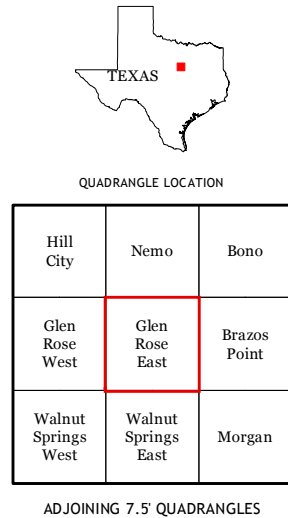 TEXAS
QUADRANGLE LOCATION
Hill
City
Nemo
Bono
Glen
Rose
West
Glen
Rose
East
Brazos
Point
Walnut
Springs
West
Walnut
Springs
East
Morgan
ADJOINING 7.5' QUADRANGLES